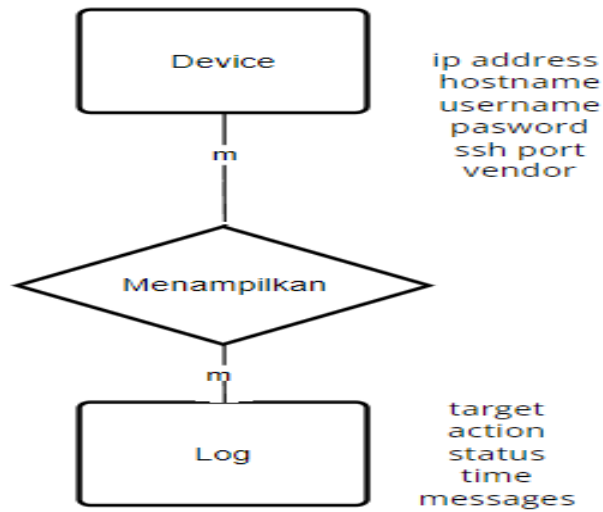 Device
ip address
hostname
username
pasword
ssh port
vendor
m
Menampilkan
m
Log
target
action
status
time
messages